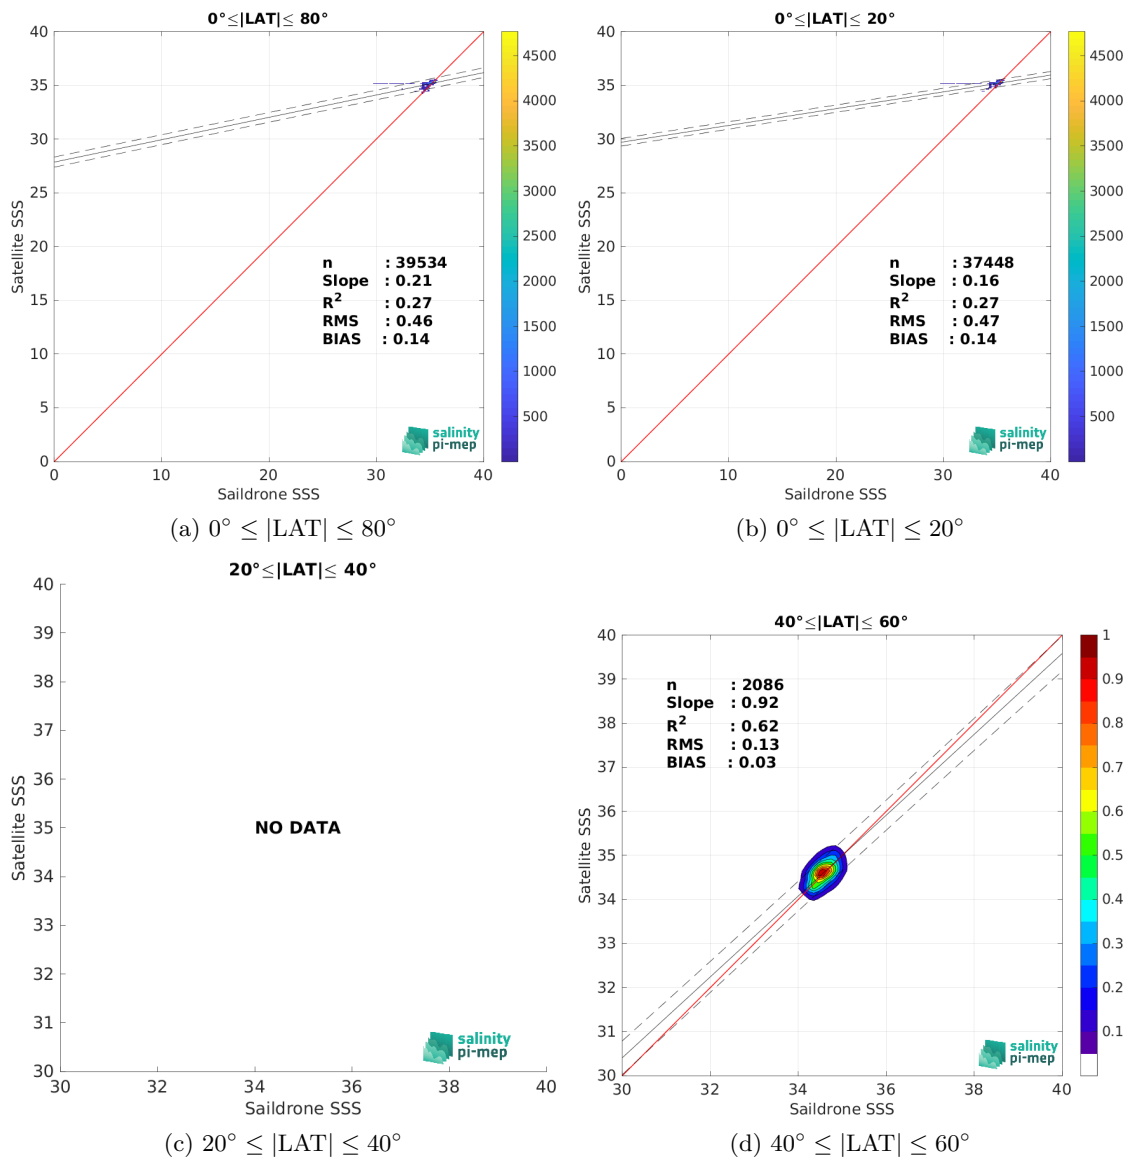 0°≤|LAT|≤ 80°
40
35
30
25
20
15
10
5
0
Satellite SSS
n : 39534
Slope : 0.21
R2 : 0.27
RMS : 0.46
BIAS : 0.14
salinity
pi-mep
0 10 20 30 40
Saildrone SSS
4500
4000
3500
3000
2500
2000
1500
1000
500
(a) 0° ≤ |LAT| ≤ 80°
0°≤|LAT|≤ 20°
40
35
30
25
20
15
10
5
0
Satellite SSS
n : 37448
Slope : 0.16
R2 : 0.27
RMS : 0.47
BIAS : 0.14
salinity
pi-mep
0 10 20 30 40
Saildrone SSS
4500
4000
3500
3000
2500
2000
1500
1000
500
(b) 0° ≤ |LAT| ≤ 20°
20°≤|LAT|≤ 40°
40
39
38
37
36
35
34
33
32
31
30
Satellite SSS
NO DATA
salinity
pi-mep
30 32 34 36 38 40
Saildrone SSS
(c) 20° ≤ |LAT| ≤ 40°
40°≤|LAT|≤ 60°
40
39
38
37
36
35
34
33
32
31
30
Satellite SSS
n : 2086
Slope : 0.92
R2 : 0.62
RMS : 0.13
BIAS : 0.03
salinity
pi-mep
30 32 34 36 38 40
Saildrone SSS
1
0.9
0.8
0.7
0.6
0.5
0.4
0.3
0.2
0.1
(d) 40° ≤ |LAT| ≤ 60°